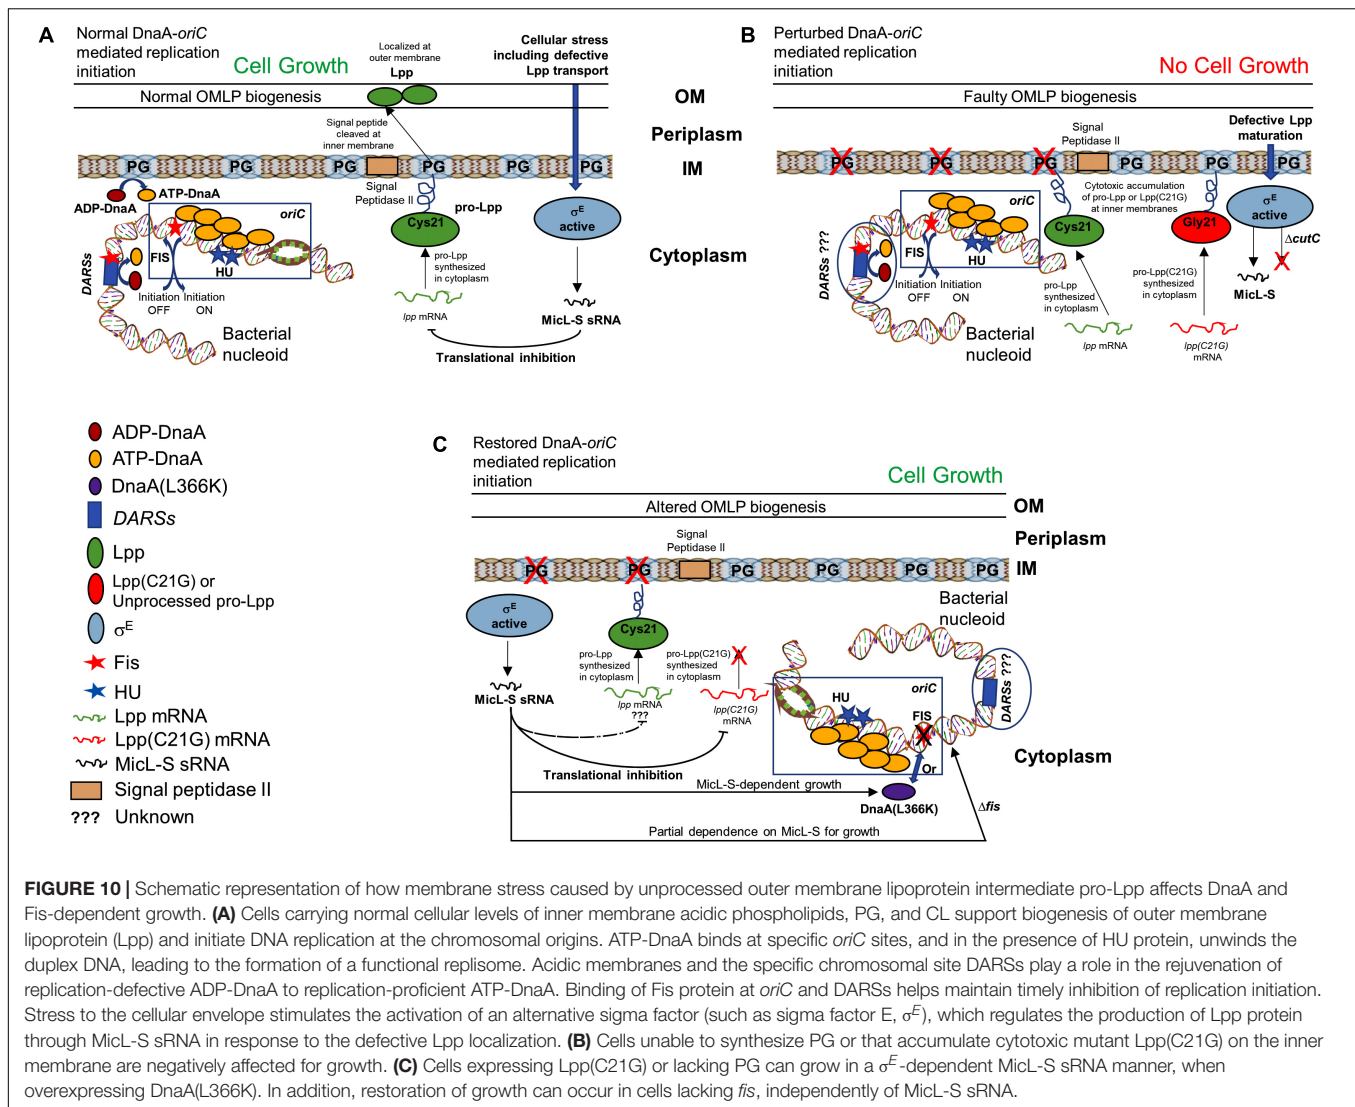 A
Normal DnaA-oriC
mediated replication
initiation
Cell Growth
Localized at
outer membrane
Lpp
Cellular stress
including defective
Lpp transport
Normal OMLP biogenesis
OM
Signal peptide
cleaved at
inner membrane
Periplasm
PG PG PG PG PG PG
IM
Signal
Peptidase II
ADP-DnaA
ATP-DnaA
oriC
pro-Lpp
Cys21
σE
active
DARSs
FIS
HU
Initiation
OFF
Initiation
ON
Cytoplasm
pro-Lpp
synthesized
in cytoplasm
lpp mRNA
MicL-S sRNA
Translational inhibition
Bacterial
nucleoid
B
Perturbed DnaA-oriC
mediated replication
initiation
No Cell Growth
Faulty OMLP biogenesis
Signal
Peptidase II
Defective Lpp
maturation
PG PG PG PG PG PG
oriC
Cytotoxic accumulation
of pro-Lpp or Lpp(C21G)
at inner membranes
Cys21
Gly21
σE
active
ΔcutC
MicL-S
DARSs ???
FIS
HU
Initiation
OFF
Initiation
ON
pro-Lpp
synthesized
in cytoplasm
pro-Lpp(C21G)
synthesized
in cytoplasm
lpp mRNA
lpp(C21G)
mRNA
Bacterial
nucleoid
ADP-DnaA
ATP-DnaA
DnaA(L366K)
DARSs
Lpp
Lpp(C21G) or
Unprocessed pro-Lpp
σE
Fis
HU
Lpp mRNA
Lpp(C21G) mRNA
MicL-S sRNA
Signal peptidase II
??? Unknown
C
Restored DnaA-oriC
mediated replication
initiation
Cell Growth
Altered OMLP biogenesis
OM
Signal
Peptidase II
Periplasm
PG PG PG PG PG
IM
σE
active
Cys21
Bacterial
nucleoid
pro-Lpp
synthesized
in cytoplasm
pro-Lpp(C21G)
synthesized
in cytoplasm
MicL-S sRNA
lpp mRNA
???
lpp(C21G)
mRNA
HU
oriC
FIS
DARSs ???
Cytoplasm
Translational inhibition
Or
MicL-S-dependent growth
DnaA(L366K)
Δfis
Partial dependence on MicL-S for growth
FIGURE 10 | Schematic representation of how membrane stress caused by unprocessed outer membrane lipoprotein intermediate pro-Lpp affects DnaA and
Fis-dependent growth. (A) Cells carrying normal cellular levels of inner membrane acidic phospholipids, PG, and CL support biogenesis of outer membrane
lipoprotein (Lpp) and initiate DNA replication at the chromosomal origins. ATP-DnaA binds at specific oriC sites, and in the presence of HU protein, unwinds the
duplex DNA, leading to the formation of a functional replisome. Acidic membranes and the specific chromosomal site DARSs play a role in the rejuvenation of
replication-defective ADP-DnaA to replication-proficient ATP-DnaA. Binding of Fis protein at oriC and DARSs helps maintain timely inhibition of replication initiation.
Stress to the cellular envelope stimulates the activation of an alternative sigma factor (such as sigma factor E, σE), which regulates the production of Lpp protein
through MicL-S sRNA in response to the defective Lpp localization. (B) Cells unable to synthesize PG or that accumulate cytotoxic mutant Lpp(C21G) on the inner
membrane are negatively affected for growth. (C) Cells expressing Lpp(C21G) or lacking PG can grow in a σE-dependent MicL-S sRNA manner, when
overexpressing DnaA(L366K). In addition, restoration of growth can occur in cells lacking fis, independently of MicL-S sRNA.